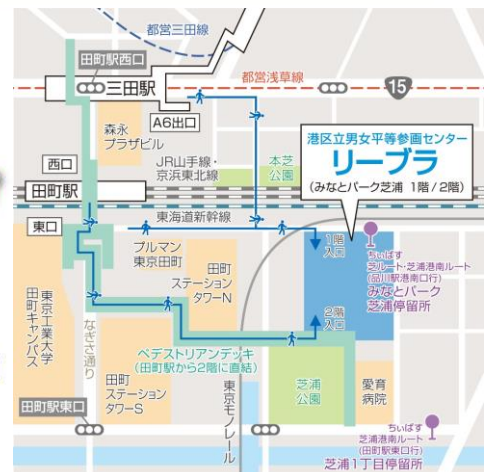 都営三田線
田町駅西口
都営浅草線
15
三田駅
A6出口
森永
プラザビル
港区立男女平等参画センター
リーブラ
(みなとパーク芝浦 1階/2階)
JR山手線・
京浜東北線
本芝
公園
西口
田町駅
東海道新幹線
東口
1階
入口
ちぃばす
芝ルート・芝浦港南ルート
(品川駅港南口行)
みなとパーク
芝浦停留所
プルマン
東京田町
田町
ステーション
タワーN
東京工業大学
田町キャンパス
なぎさ通り
2階
入口
ペデストリアンデッキ
(田町駅から2階に直結)
田町
ステーション
タワーS
東京モノレール
芝浦
公園
愛育
病院
田町駅東口
ちぃばす
芝浦港南ルート
(田町駅東口行)
芝浦1丁目停留所